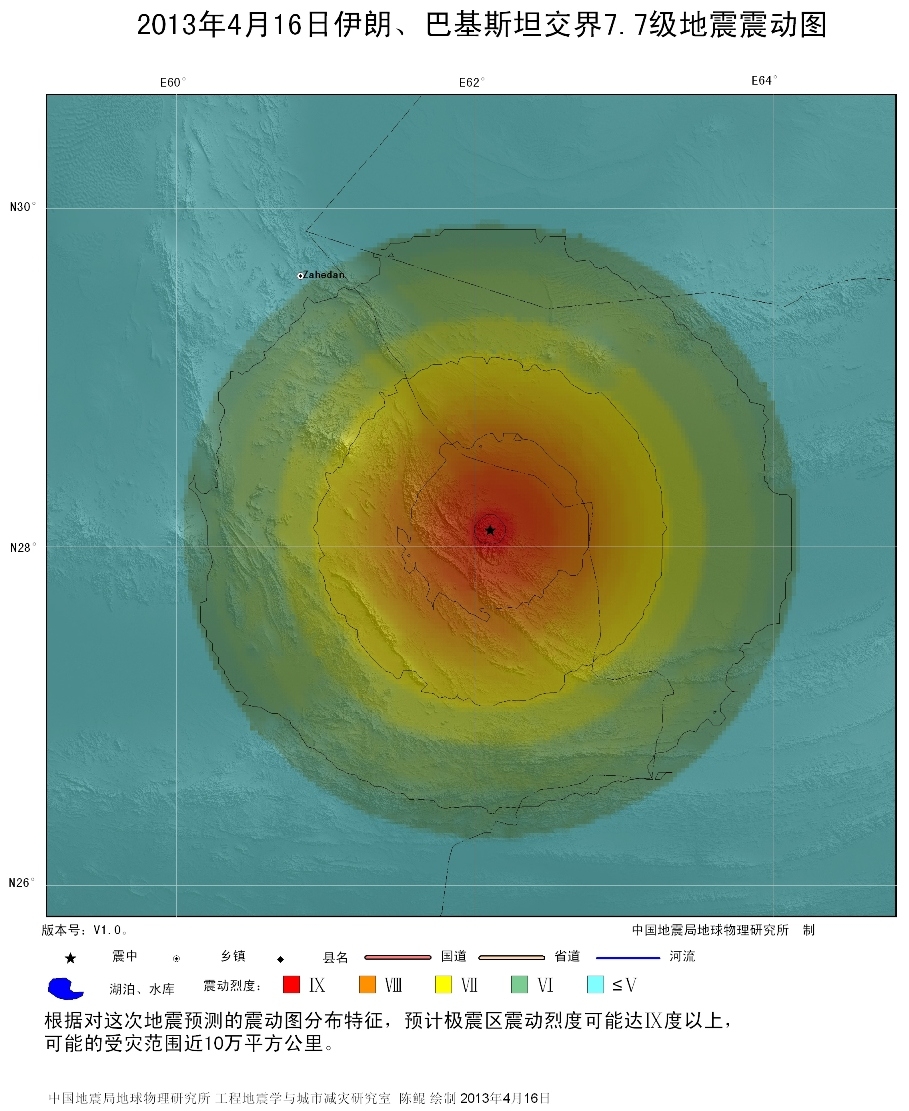 2013年4月16日伊朗、巴基斯坦交界7.7级地震震动图
E60° E62° E64°
N30°
Zahedan
N28°
N26°
版本号：V1.0。 中国地震局地球物理研究所 制
震中 乡镇 县名 国道 省道 河流
湖泊、水库 震动烈度： Ⅸ Ⅷ Ⅶ Ⅵ ≤Ⅴ
根据对这次地震预测的震动图分布特征，预计极震区震动烈度可能达Ⅸ度以上，
可能的受灾范围近10万平方公里。
中国地震局地球物理研究所 工程地震学与城市减灾研究室 陈鲲 绘制 2013年4月16日